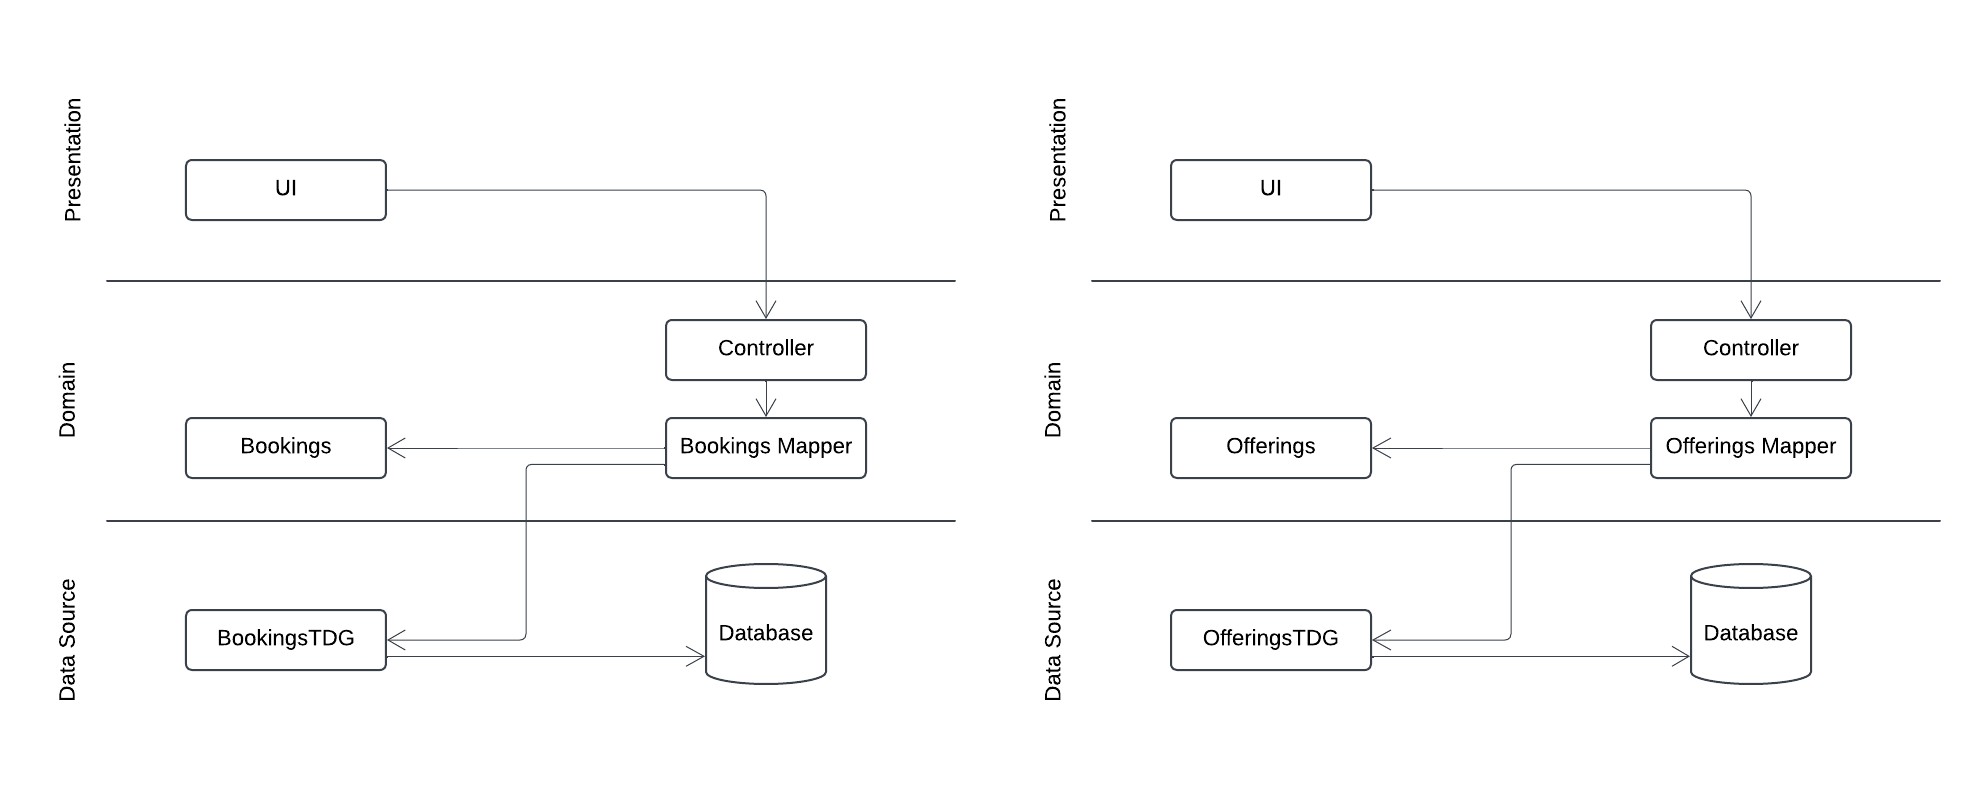 Presentation
UI
Controller
Domain
Bookings
Bookings Mapper
Data Source
BookingsTDG
Database
Presentation
UI
Controller
Domain
Offerings
Offerings Mapper
Data Source
OfferingsTDG
Database